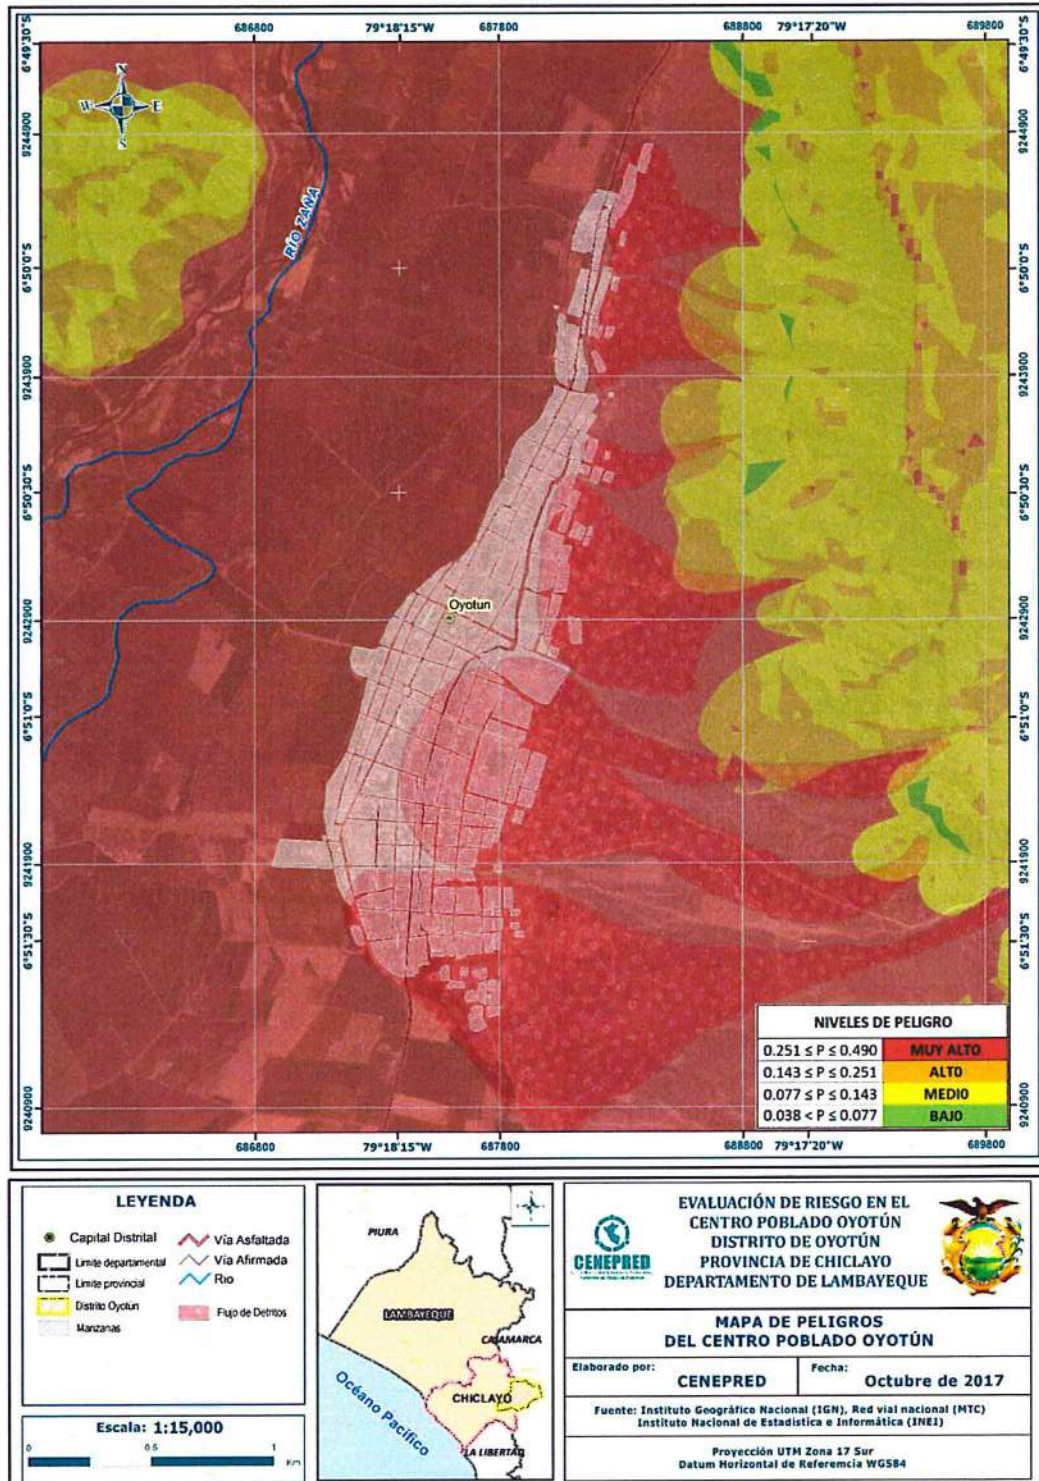 686800 79°18'15"W 687800 688800 79°17'20"W 689800
6°49'30"S
6°49'30"S
N
W E
S
9244900
9244900
RÍO ZAÑA
6°50'0"S
6°50'0"S
9243900
9243900
6°50'30"S
6°50'30"S
Oyotun
9242900
9242900
6°51'0"S
6°51'0"S
9241900
9241900
6°51'30"S
6°51'30"S
NIVELES DE PELIGRO
0.251 ≤ P ≤ 0.490 MUY ALTO
0.143 ≤ P ≤ 0.251 ALTO
0.077 ≤ P ≤ 0.143 MEDIO
0.038 < P ≤ 0.077 BAJO
9240900
9240900
686800 79°18'15"W 687800 688800 79°17'20"W 689800
LEYENDA
Capital Distrital
Limite departamental
Limite provincial
Distrito Oyotún
Manzanas
Vía Asfaltada
Vía Afirmada
Rio
Flujo de Detritos
Escala: 1:15,000
0 0.5 1
Km
PIURA
LAMBAYEQUE
CAJAMARCA
CHICLAYO
Océano Pacífico
LA LIBERTAD
CENEPRED
EVALUACIÓN DE RIESGO EN EL
CENTRO POBLADO OYOTÚN
DISTRITO DE OYOTÚN
PROVINCIA DE CHICLAYO
DEPARTAMENTO DE LAMBAYEQUE
MAPA DE PELIGROS
DEL CENTRO POBLADO OYOTÚN
Elaborado por:
CENEPRED
Fecha:
Octubre de 2017
Fuente: Instituto Geográfico Nacional (IGN), Red vial nacional (MTC)
Instituto Nacional de Estadística e Informática (INEI)
Proyección UTM Zona 17 Sur
Datum Horizontal de Referencia WGS84